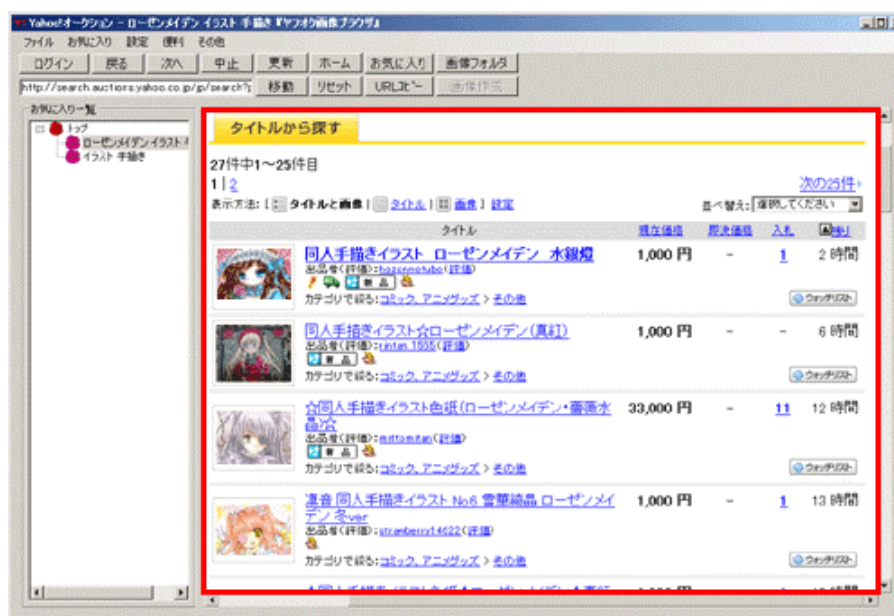 Yahoo!オークション - ローゼンメイデン イラスト 手描き 『ヤフオク画像ブラウザ』
ファイル お気に入り 設定 便利 その他
ログイン 戻る 次へ 中止 更新 ホーム お気に入り 画像フォルダ
http://search.auctions.yahoo.co.jp/jp/search?p 移動 リセット URLコピー 画像作成
お気に入り一覧
トップ
ローゼンメイデン イラスト
イラスト 手描き
タイトルから探す
27件中1~25件目
1 | 2
次の25件
表示方法: [ タイトルと画像 | タイトル | 画像 ] 設定
並べ替え: 選択してください
タイトル 現在価格 即決価格 入札 残り
同人手描きイラスト ローゼンメイデン 水銀燈 1,000 円 - 1 2 時間
出品者(評価):hozonnotubo(評価)
新品
カテゴリで絞る:コミック、アニメグッズ > その他
ウォッチリスト
同人手描きイラスト☆ローゼンメイデン(真紅) 1,000 円 - - 6 時間
出品者(評価):rintan_1555(評価)
新品
カテゴリで絞る:コミック、アニメグッズ > その他
ウォッチリスト
☆同人手描きイラスト色紙(ローゼンメイデン・薔薇水晶)☆ 33,000 円 - 11 12 時間
出品者(評価):mittomitan(評価)
新品
カテゴリで絞る:コミック、アニメグッズ > その他
ウォッチリスト
凛音 同人手描きイラスト No6 雪華綺晶 ローゼンメイ 1,000 円 - 1 13 時間
デン 冬ver
出品者(評価):strawberry14622(評価)
カテゴリで絞る:コミック、アニメグッズ > その他
ウォッチリスト